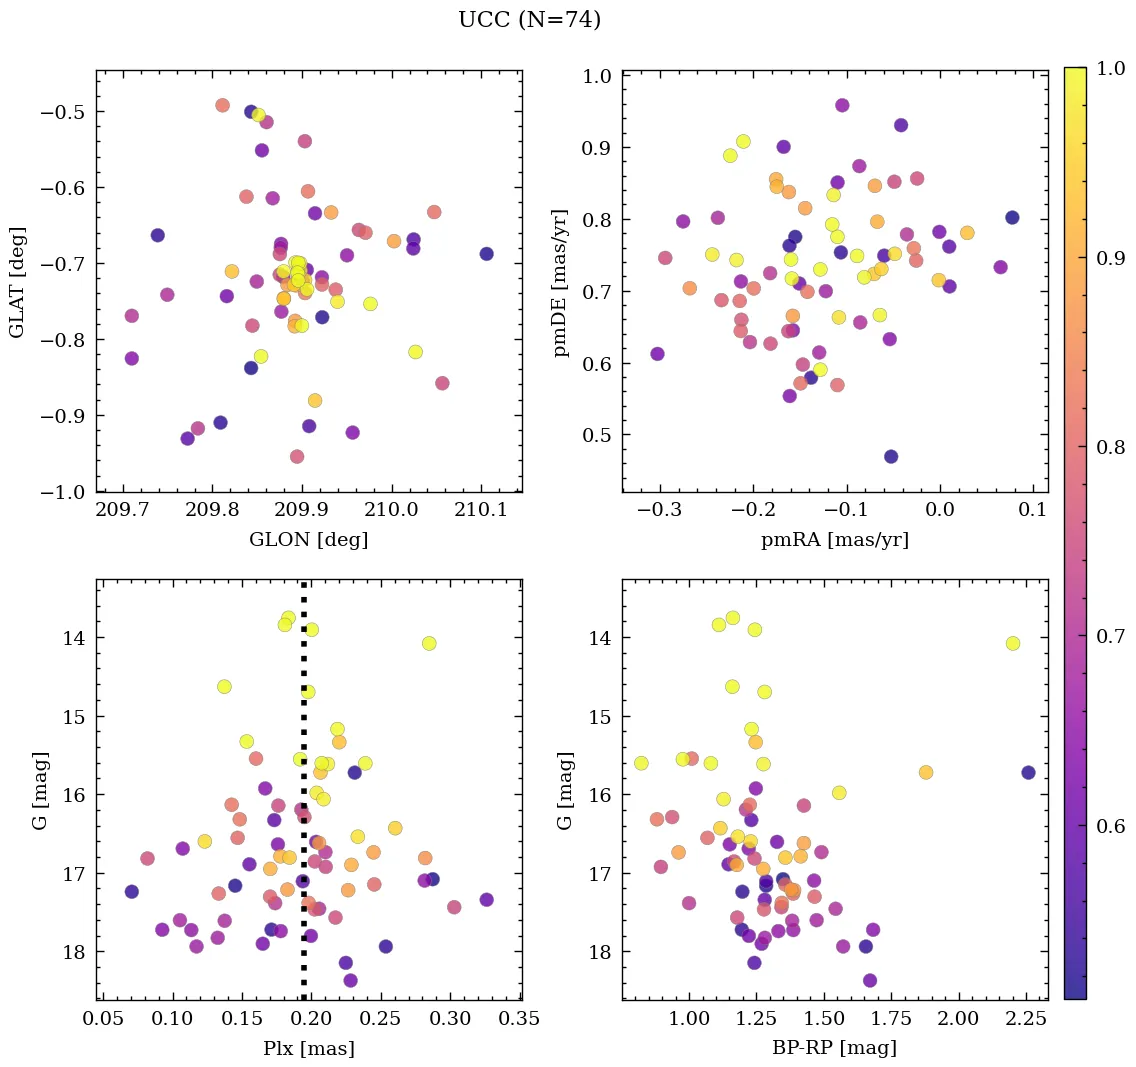 UCC (N=74)
−0.5
−0.6
−0.7
−0.8
−0.9
−1.0
GLAT [deg]
209.7 209.8 209.9 210.0 210.1
GLON [deg]
1.0
0.9
0.8
0.7
0.6
0.5
pmDE [mas/yr]
−0.3 −0.2 −0.1 0.0 0.1
pmRA [mas/yr]
1.0
0.9
0.8
0.7
0.6
14
15
16
17
18
G [mag]
0.05 0.10 0.15 0.20 0.25 0.30 0.35
Plx [mas]
14
15
16
17
18
G [mag]
1.00 1.25 1.50 1.75 2.00 2.25
BP-RP [mag]